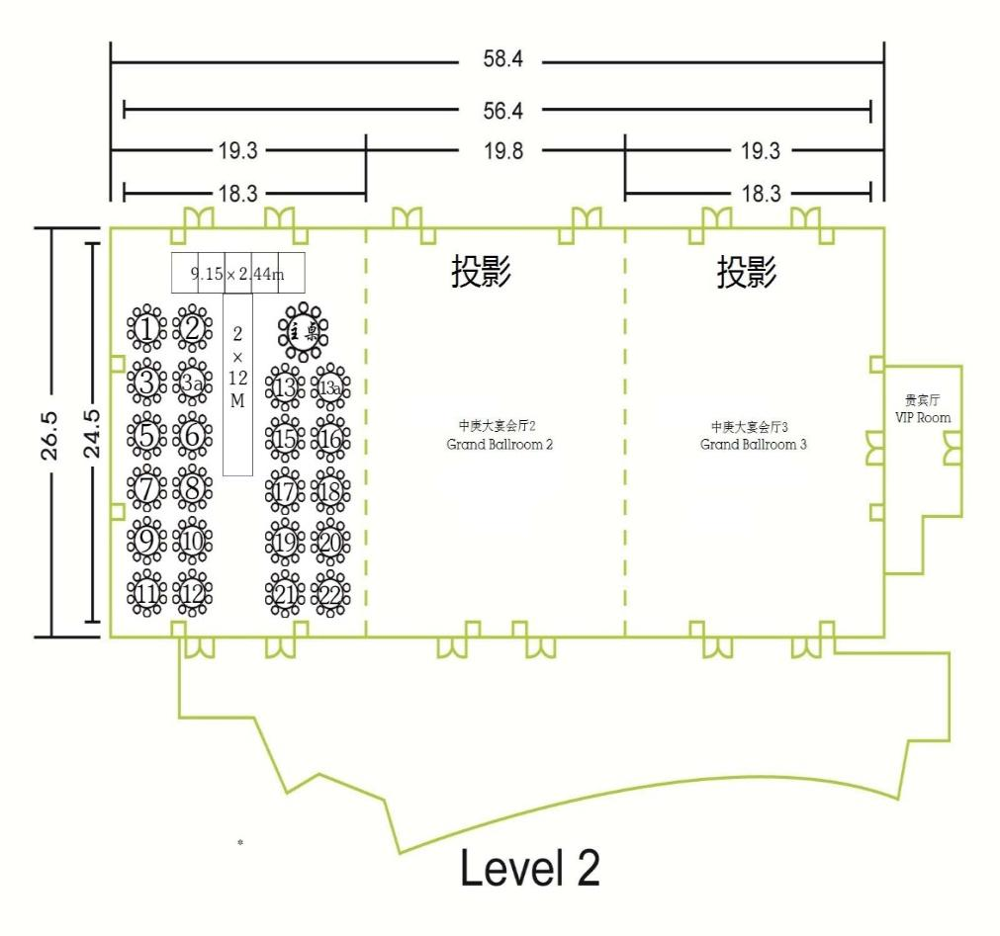 58.4
56.4
19.3 19.8 19.3
18.3 18.3
投影 投影
9.15×2.44m
1 2 2 主桌
×
3 3a 12 13 13a
M
26.5 24.5
5 6 15 16
中庚大宴会厅2
Grand Ballroom 2
中庚大宴会厅3
Grand Ballroom 3
贵宾厅
VIP Room
7 8 17 18
9 10 19 20
11 12 21 22
*
Level 2